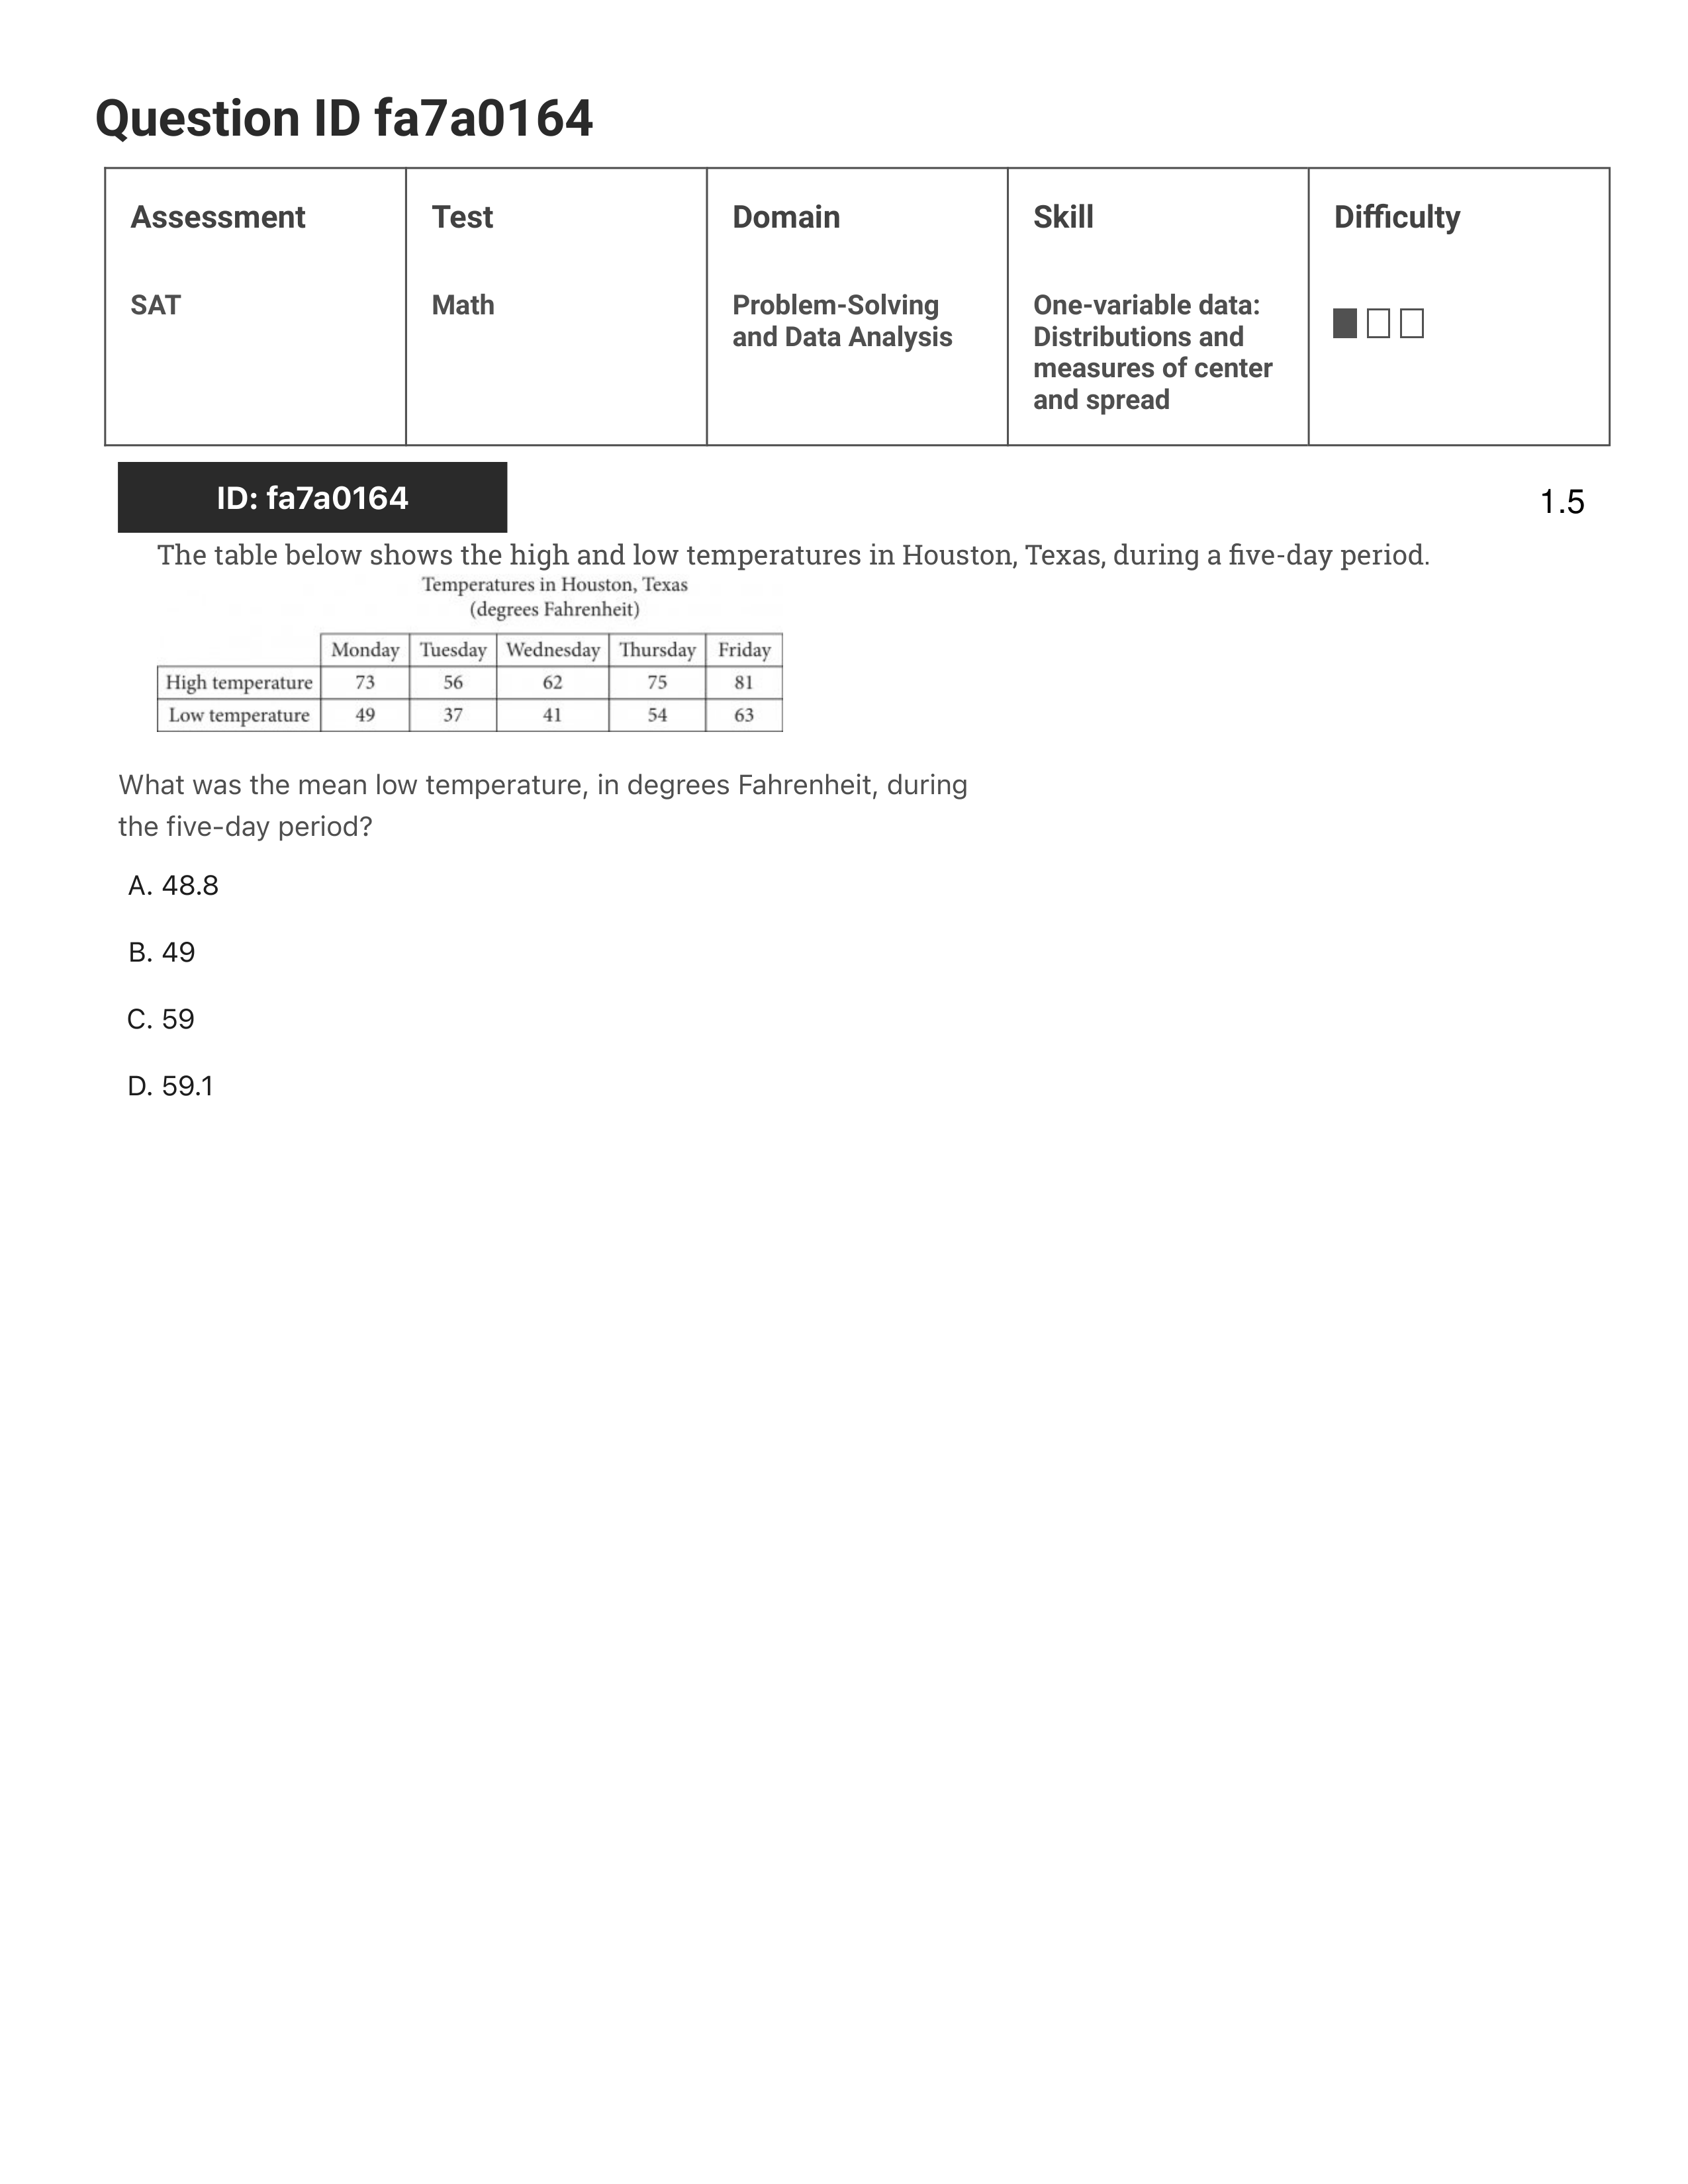 Question ID fa7a0164
Assessment Test Domain Skill Difficulty
SAT Math Problem-Solving and Data Analysis One-variable data: Distributions and measures of center and spread
ID: fa7a0164 1.5
The table below shows the high and low temperatures in Houston, Texas, during a five-day period.
Temperatures in Houston, Texas
(degrees Fahrenheit)
Monday Tuesday Wednesday Thursday Friday
High temperature 73 56 62 75 81
Low temperature 49 37 41 54 63
What was the mean low temperature, in degrees Fahrenheit, during
the five-day period?
A. 48.8
B. 49
C. 59
D. 59.1